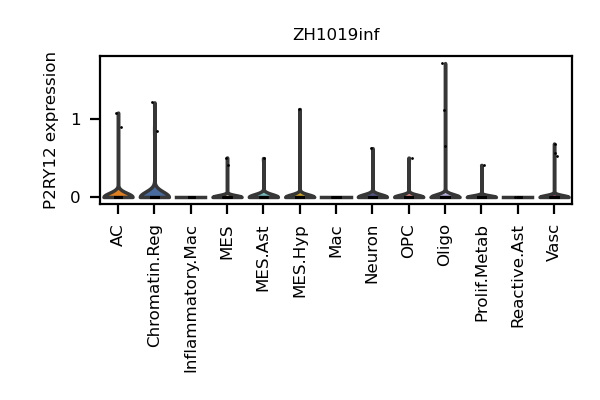 ZH1019inf
P2RY12 expression
1
0
AC
Chromatin.Reg
Inflammatory.Mac
MES
MES.Ast
MES.Hyp
Mac
Neuron
OPC
Oligo
Prolif.Metab
Reactive.Ast
Vasc